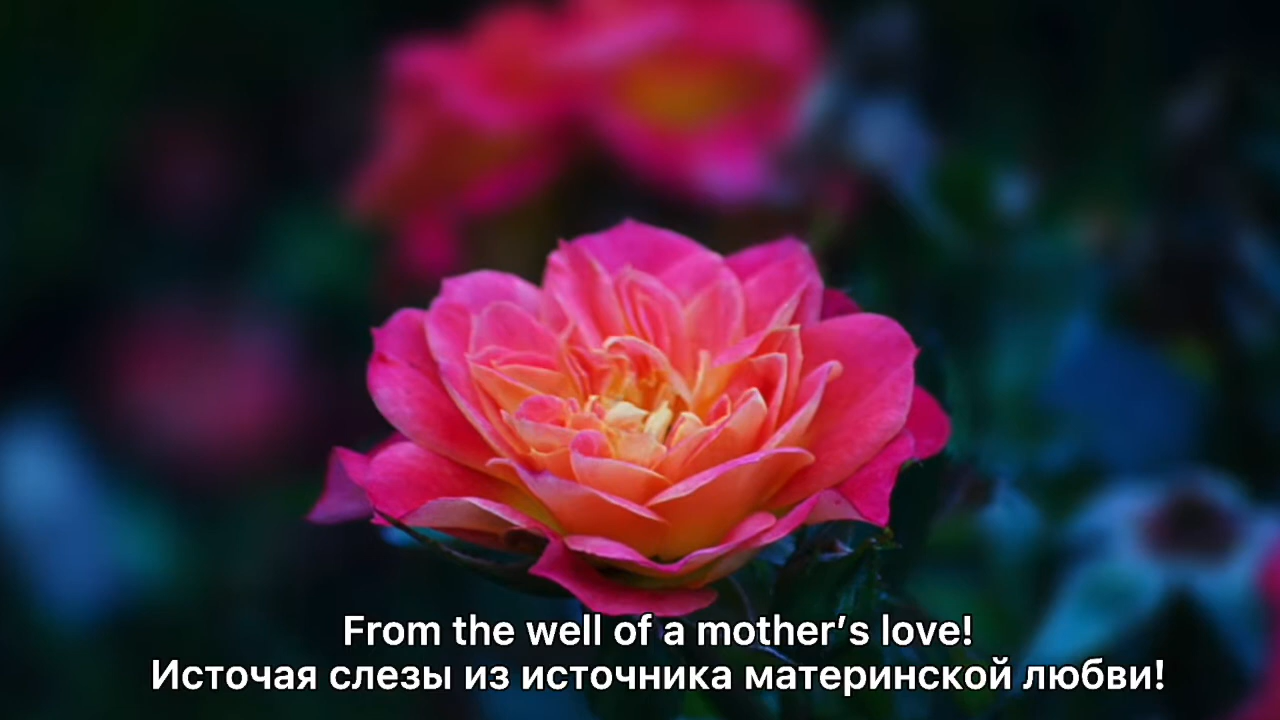 From the well of a mother’s love!
Источая слезы из источника материнской любви!